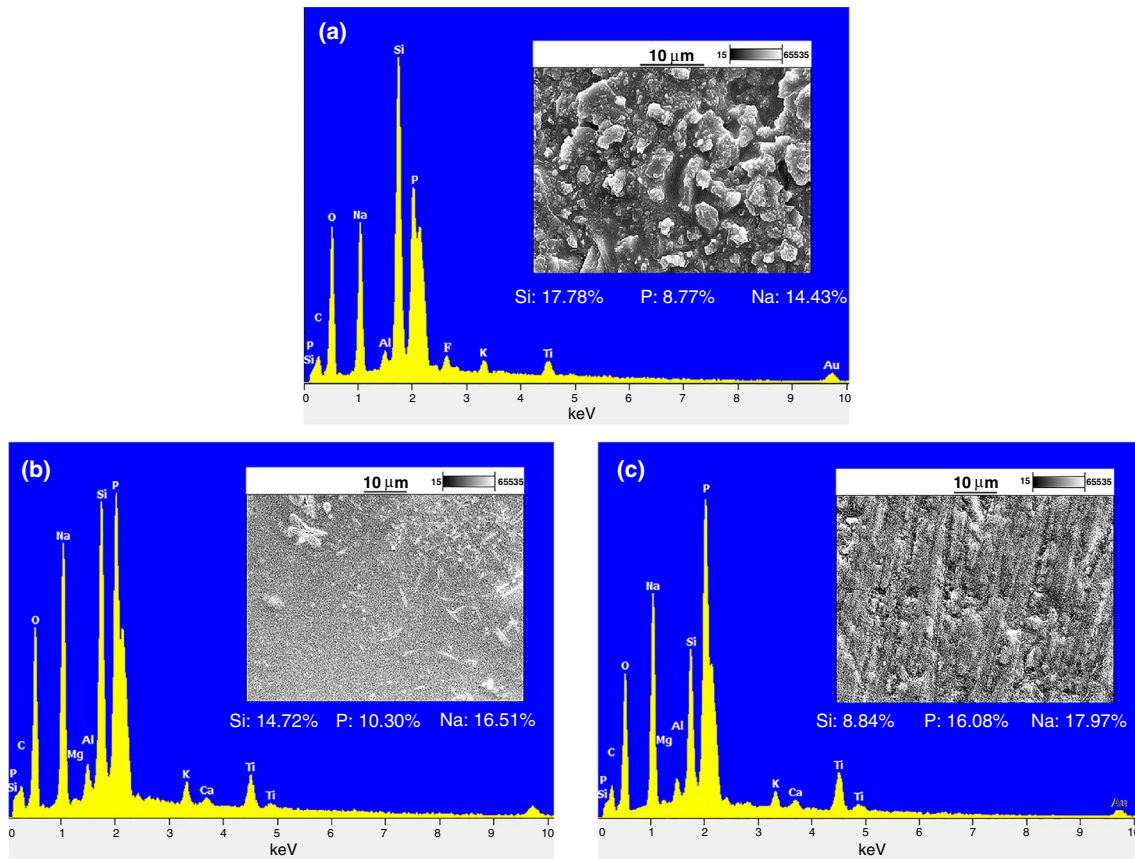 (a)
10 μm 15 65535
Si
P
O Na
C
P
Si
Al
F K Ti
Au
Si: 17.78% P: 8.77% Na: 14.43%
0 1 2 3 4 5 6 7 8 9 10
keV
(b)
10 μm 15 65535
Si P
Na
O
C
Mg Al
P
Si
K Ca Ti Ti
Si: 14.72% P: 10.30% Na: 16.51%
0 1 2 3 4 5 6 7 8 9 10
keV
(c)
10 μm 15 65535
P
Na
Si
O
C
Mg Al
P
Si
K Ca Ti Ti
Au
Si: 8.84% P: 16.08% Na: 17.97%
0 1 2 3 4 5 6 7 8 9 10
keV